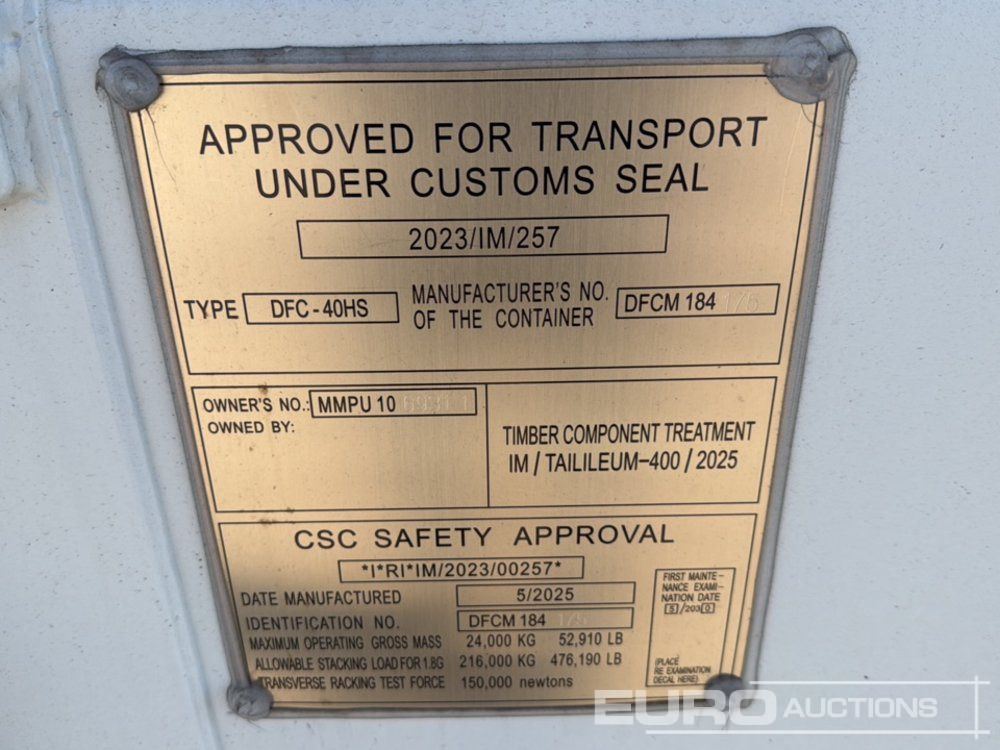 APPROVED FOR TRANSPORT
UNDER CUSTOMS SEAL
2023/IM/257
TYPE DFC-40HS MANUFACTURER'S NO. OF THE CONTAINER DFCM 184
OWNER'S NO.: MMPU 10
OWNED BY:
TIMBER COMPONENT TREATMENT
IM / TAILILEUM-400 / 2025
CSC SAFETY APPROVAL
*I*RI*IM/2023/00257*
DATE MANUFACTURED 5/2025
IDENTIFICATION NO. DFCM 184
MAXIMUM OPERATING GROSS MASS 24,000 KG 52,910 LB
ALLOWABLE STACKING LOAD FOR 1.8G 216,000 KG 476,190 LB
TRANSVERSE RACKING TEST FORCE 150,000 newtons
FIRST MAINTE-
NANCE EXAMI-
NATION DATE
5/2030
(PLACE
RE EXAMINATION
DECAL HERE)
EURO AUCTIONS